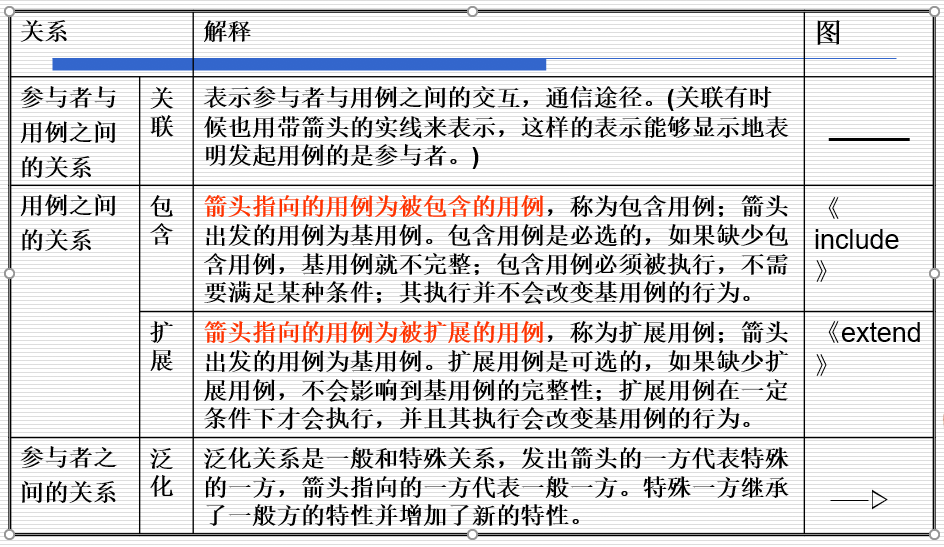 关系
解释
图
参与者与
用例之间
的关系
关
联
表示参与者与用例之间的交互，通信途径。(关联有时
候也用带箭头的实线来表示，这样的表示能够显示地表
明发起用例的是参与者。)
用例之间
的关系
包
含
箭头指向的用例为被包含的用例，称为包含用例；箭头
出发的用例为基用例。包含用例是必选的，如果缺少包
含用例，基用例就不完整；包含用例必须被执行，不需
要满足某种条件；其执行并不会改变基用例的行为。
《
include
》
扩
展
箭头指向的用例为被扩展的用例，称为扩展用例；箭头
出发的用例为基用例。扩展用例是可选的，如果缺少扩
展用例，不会影响到基用例的完整性；扩展用例在一定
条件下才会执行，并且其执行会改变基用例的行为。
《extend
》
参与者之
间的关系
泛
化
泛化关系是一般和特殊关系，发出箭头的一方代表特殊
的一方，箭头指向的一方代表一般一方。特殊一方继承
了一般方的特性并增加了新的特性。